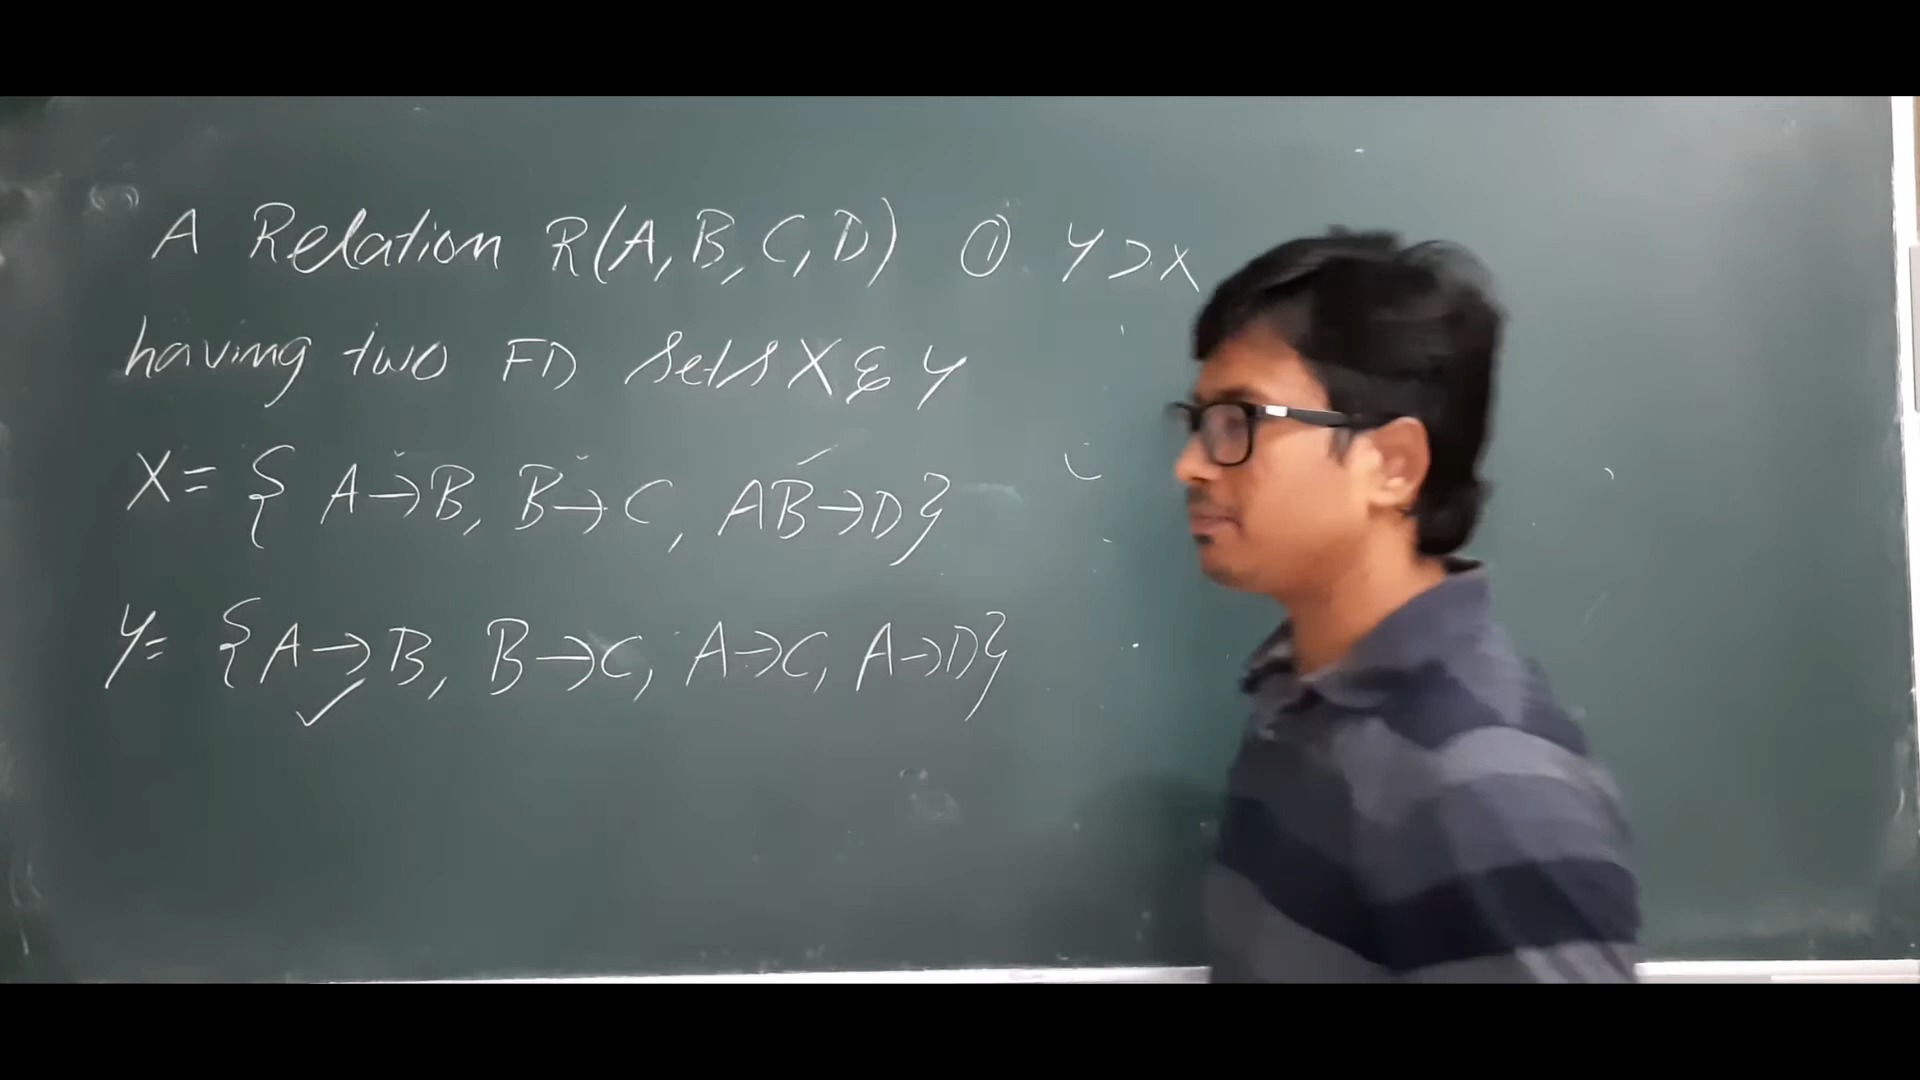 A Relation R(A, B, C, D) ① Y ⊃ X
having two FD sets X & Y
X = { A → B, B → C, AB → D}
Y = {A → B, B → C, A → C, A → D}